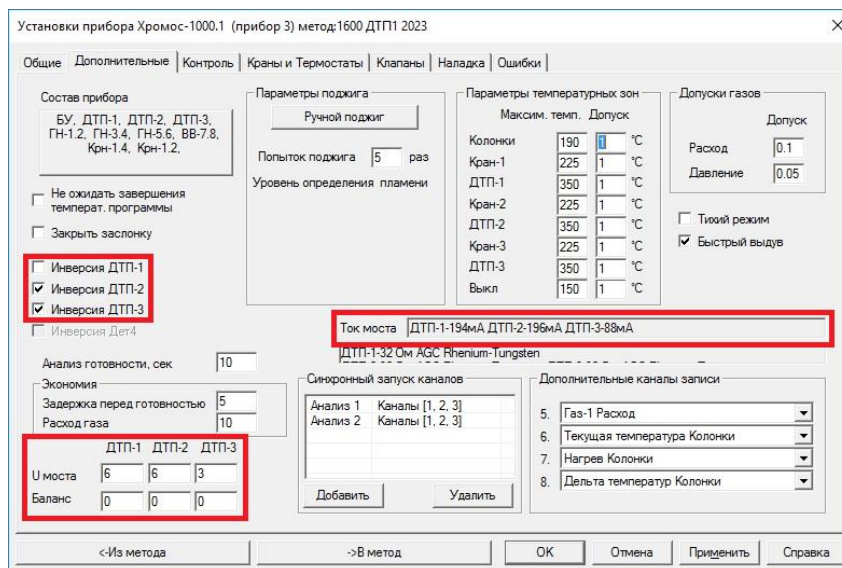 Установки прибора Хромос-1000.1 (прибор 3) метод:1600 ДТП1 2023
Общие Дополнительные Контроль Краны и Термостаты Клапаны Наладка Ошибки
Состав прибора
БУ, ДТП-1, ДТП-2, ДТП-3,
ГН-1.2, ГН-3.4, ГН-5.6, ВВ-7.8,
Крн-1.4, Крн-1.2,
Не ожидать завершения
температ. программы
Закрыть заслонку
Инверсия ДТП-1
Инверсия ДТП-2
Инверсия ДТП-3
Инверсия Дет4
Анализ готовности, сек 10
Экономия
Задержка перед готовностью 5
Расход газа 10
ДТП-1 ДТП-2 ДТП-3
U моста 6 6 3
Баланс 0 0 0
Параметры поджига
Ручной поджиг
Попыток поджига 5 раз
Уровень определения пламени
Параметры температурных зон
Максим. темп. Допуск
Колонки 190 1 °C
Кран-1 225 1 °C
ДТП-1 350 1 °C
Кран-2 225 1 °C
ДТП-2 350 1 °C
Кран-3 225 1 °C
ДТП-3 350 1 °C
Выкл 150 1 °C
Допуски газов
Допуск
Расход 0.1
Давление 0.05
Тихий режим
Быстрый выдув
Ток моста ДТП-1-194мА ДТП-2-196мА ДТП-3-88мА
ДТП-1-32 Ом AGC Rhenium-Tungsten
Синхронный запуск каналов
Анализ 1 Каналы [1, 2, 3]
Анализ 2 Каналы [1, 2, 3]
Добавить Удалить
Дополнительные каналы записи
5. Газ-1 Расход
6. Текущая температура Колонки
7. Нагрев Колонки
8. Дельта температур Колонки
<-Из метода ->В метод OK Отмена Применить Справка